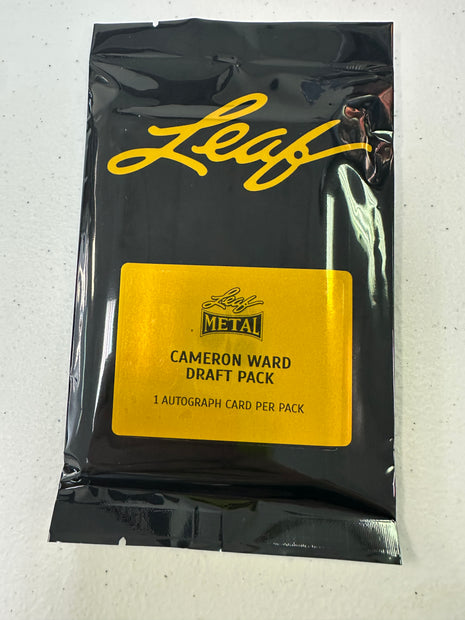 Leaf
Leaf
METAL
CAMERON WARD
DRAFT PACK
1 AUTOGRAPH CARD PER PACK